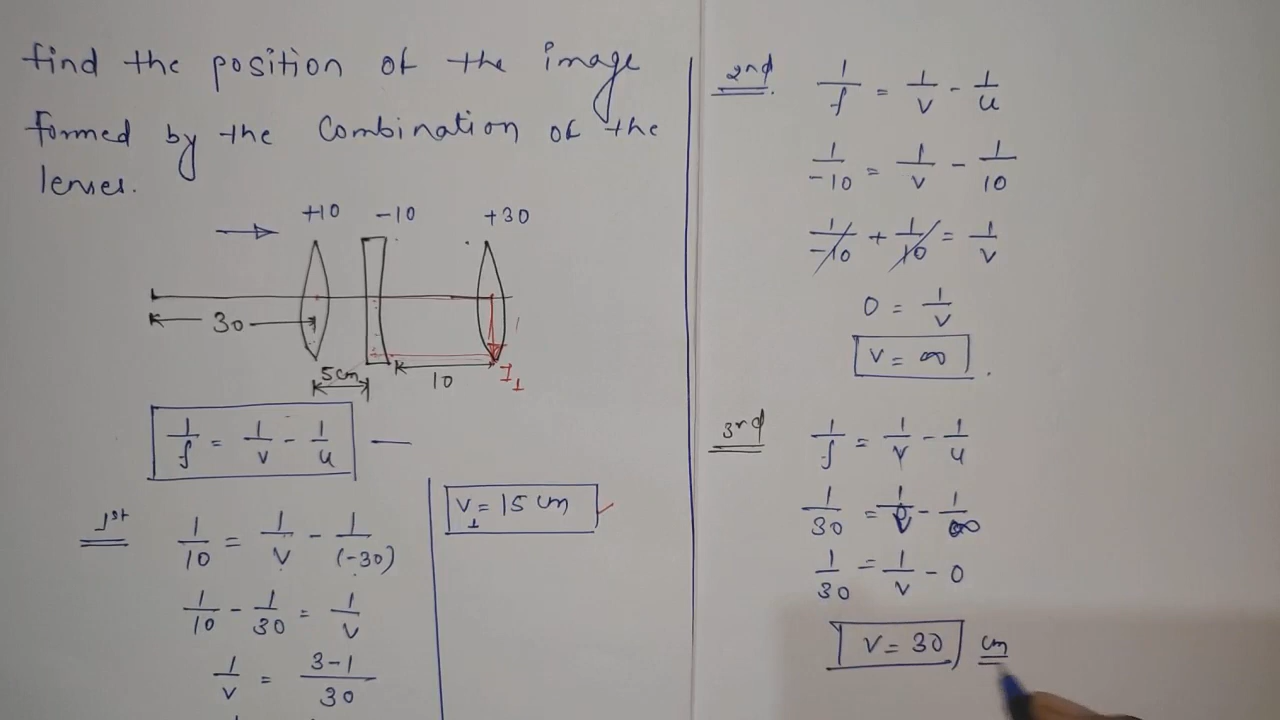 find the position of the image
formed by the Combination of the
lenses.
+10 -10 +30
30
5cm
10
I1
1/f = 1/v - 1/u
1st
1/10 = 1/v - 1/(-30)
1/10 - 1/30 = 1/v
1/v = (3-1)/30
v1 = 15 cm
2nd.
1/f = 1/v - 1/u
1/-10 = 1/v - 1/10
1/-10 + 1/10 = 1/v
0 = 1/v
v = ∞
3rd
1/f = 1/v - 1/u
1/30 = 1/v - 1/∞
1/30 = 1/v - 0
v = 30 cm